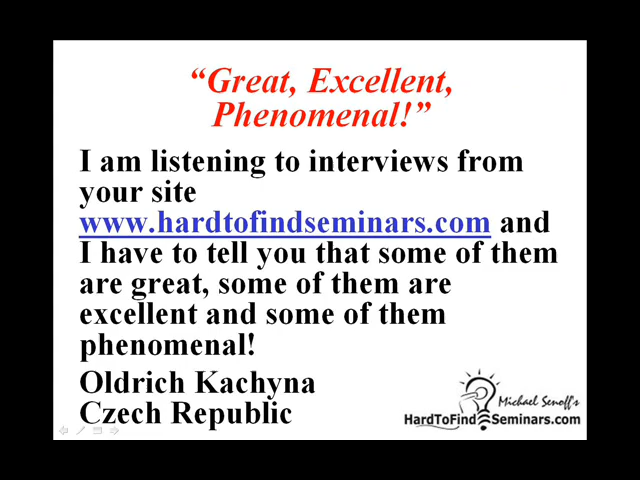 “Great, Excellent,
Phenomenal!”
I am listening to interviews from
your site
www.hardtofindseminars.com and
I have to tell you that some of them
are great, some of them are
excellent and some of them
phenomenal!
Oldrich Kachyna
Czech Republic
Michael Senoff's
HardToFindSeminars.com